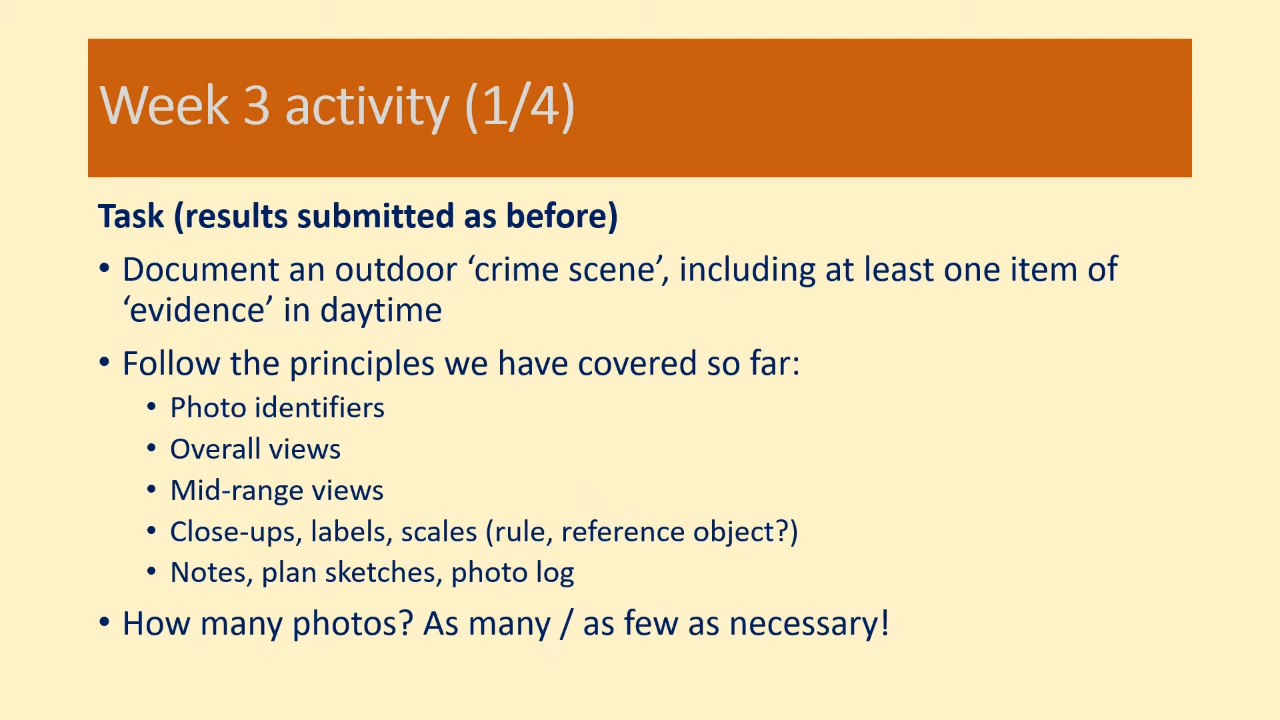 Week 3 activity (1/4)
Task (results submitted as before)
• Document an outdoor ‘crime scene’, including at least one item of
‘evidence’ in daytime
• Follow the principles we have covered so far:
• Photo identifiers
• Overall views
• Mid-range views
• Close-ups, labels, scales (rule, reference object?)
• Notes, plan sketches, photo log
• How many photos? As many / as few as necessary!